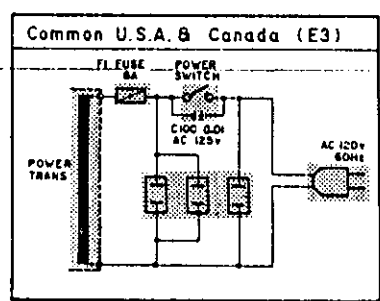 Common U.S.A. & Canada (E3)
F1 FUSE
8A
POWER
SWITCH
C100 0.01
AC 125v
POWER
TRANS
AC 120v
60Hz